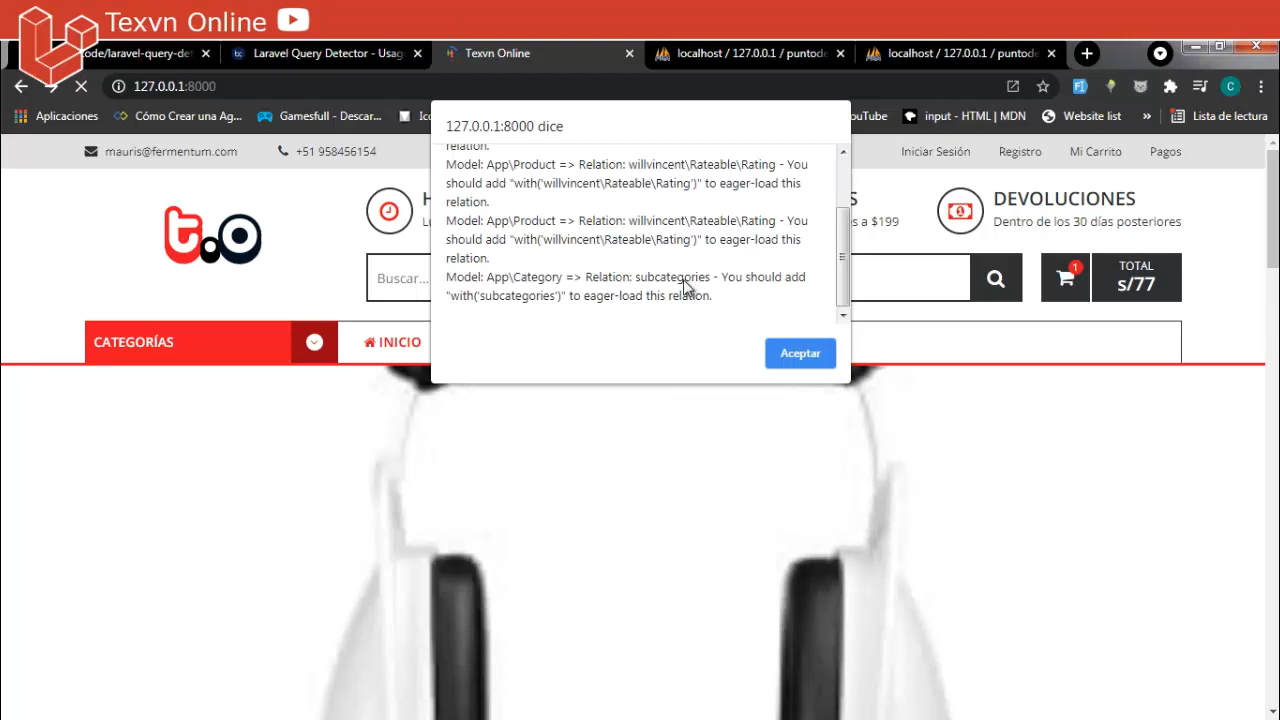 Texvn Online
ode/laravel-query-de
Laravel Query Detector - Usag
Texvn Online
localhost / 127.0.0.1 / puntode
localhost / 127.0.0.1 / puntode
127.0.0.1:8000
C
Aplicaciones
Cómo Crear una Ag...
Gamesfull - Descar...
YouTube
input - HTML | MDN
Website list
»
Lista de lectura
mauris@fermentum.com
+51 958456154
Iniciar Sesión
Registro
Mi Carrito
Pagos
127.0.0.1:8000 dice
relation.
Model: App\Product => Relation: willvincent\Rateable\Rating - You
should add "with('willvincent\Rateable\Rating')" to eager-load this
relation.
Model: App\Product => Relation: willvincent\Rateable\Rating - You
should add "with('willvincent\Rateable\Rating')" to eager-load this
relation.
Model: App\Category => Relation: subcategories - You should add
"with('subcategories')" to eager-load this relation.
Aceptar
t.o
H
S
s a $199
DEVOLUCIONES
Dentro de los 30 días posteriores
Buscar...
1
TOTAL
s/77
CATEGORÍAS
INICIO